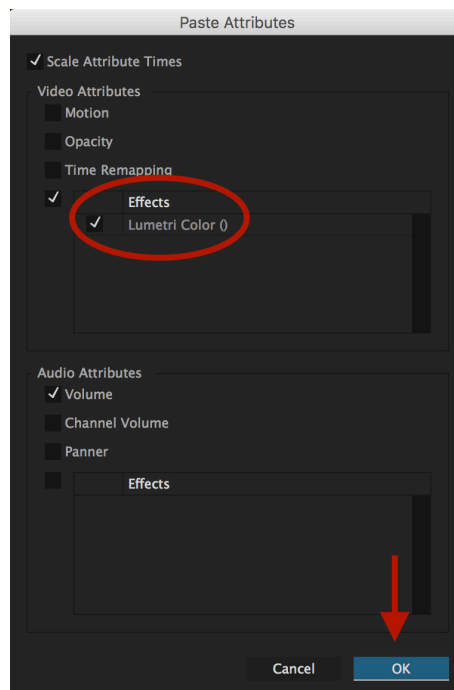 Paste Attributes
Scale Attribute Times
Video Attributes
Motion
Opacity
Time Remapping
Effects
Lumetri Color ()
Audio Attributes
Volume
Channel Volume
Panner
Effects
Cancel OK